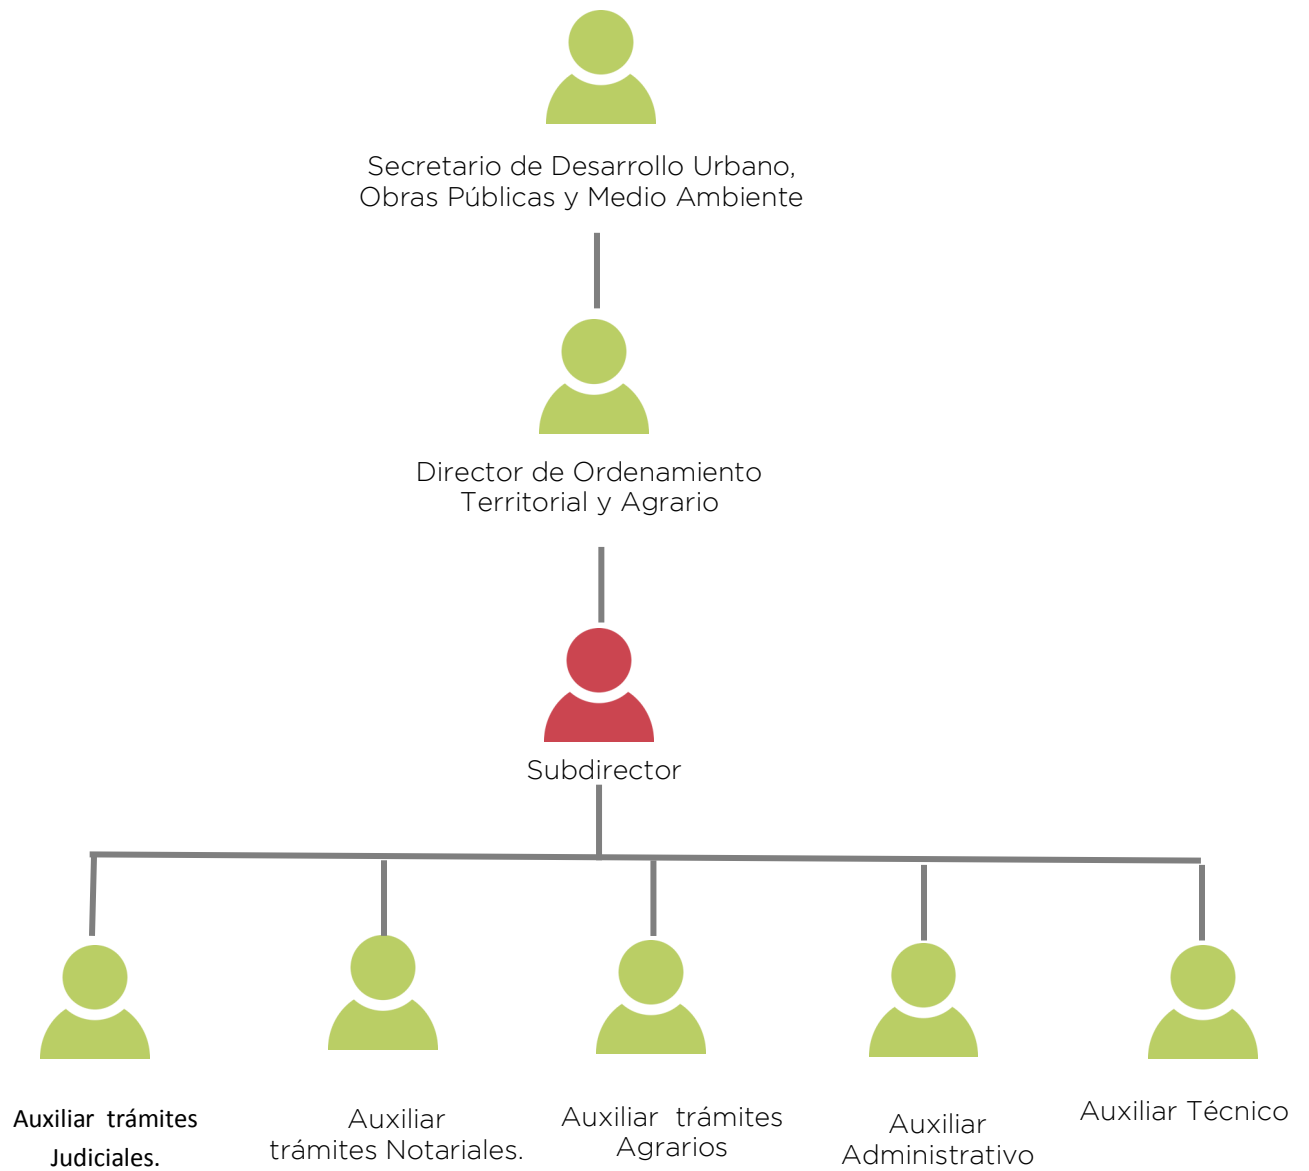 Secretario de Desarrollo Urbano,
Obras Públicas y Medio Ambiente
Director de Ordenamiento
Territorial y Agrario
Subdirector
Auxiliar trámites
Judiciales.
Auxiliar
trámites Notariales.
Auxiliar trámites
Agrarios
Auxiliar
Administrativo
Auxiliar Técnico